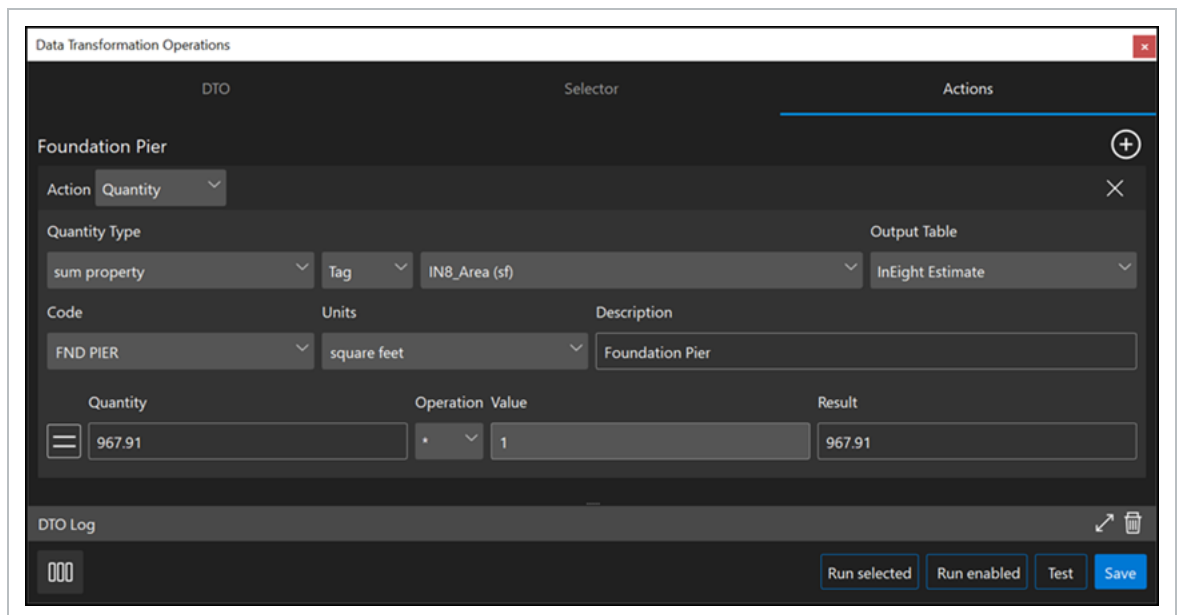 Data Transformation Operations
DTO Selector Actions
Foundation Pier
Action Quantity
Quantity Type Output Table
sum property Tag IN8_Area (sf) InEight Estimate
Code Units Description
FND PIER square feet Foundation Pier
Quantity Operation Value Result
967.91 * 1 967.91
DTO Log
Run selected Run enabled Test Save